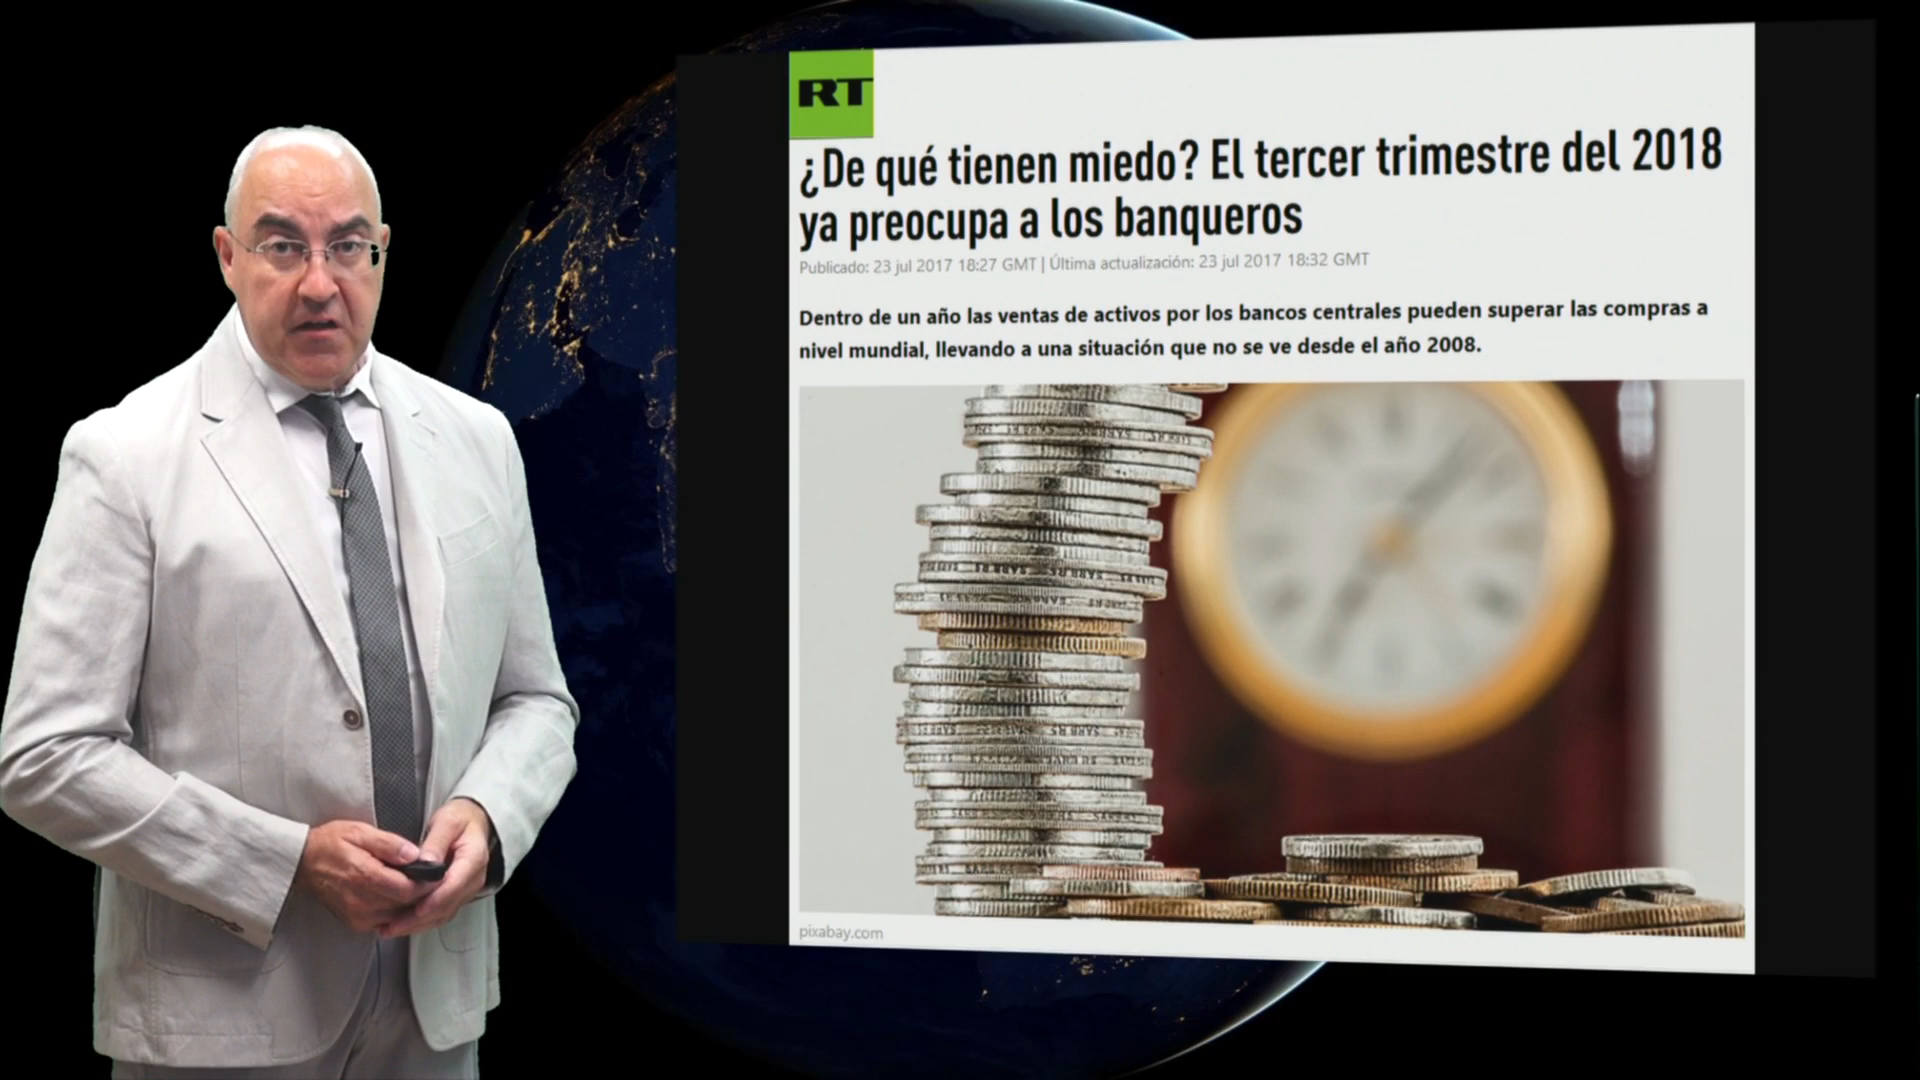 RT
¿De qué tienen miedo? El tercer trimestre del 2018
ya preocupa a los banqueros
Publicado: 23 jul 2017 18:27 GMT | Última actualización: 23 jul 2017 18:32 GMT
Dentro de un año las ventas de activos por los bancos centrales pueden superar las compras a
nivel mundial, llevando a una situación que no se ve desde el año 2008.
pixabay.com